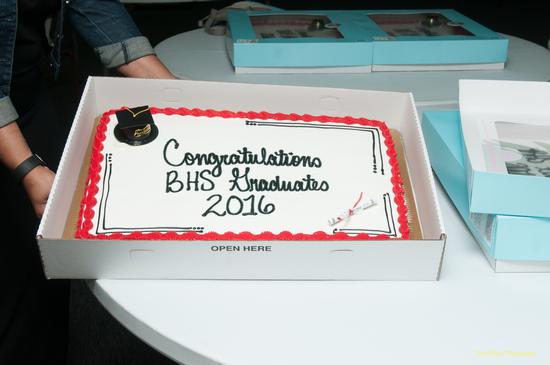 Congratulations
BHS Graduates
2016
OPEN HERE